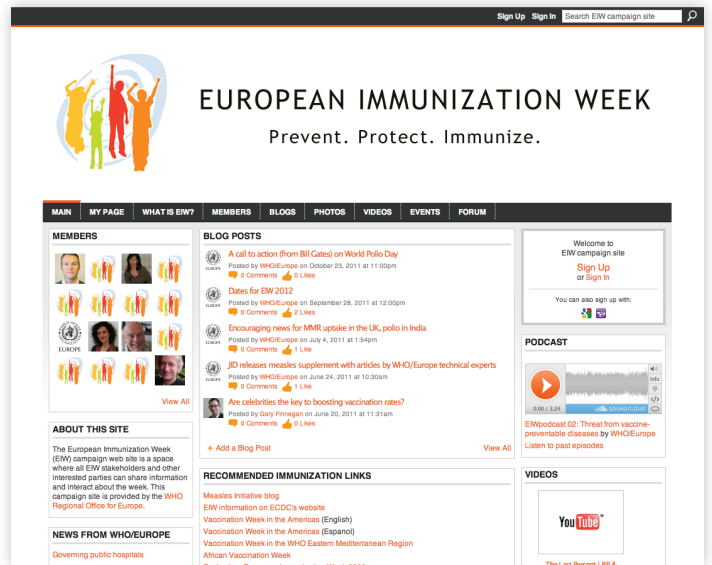 Sign Up Sign In Search EIW campaign site
EUROPEAN IMMUNIZATION WEEK
Prevent. Protect. Immunize.
MAIN MY PAGE WHAT IS EIW? MEMBERS BLOGS PHOTOS VIDEOS EVENTS FORUM
MEMBERS
EUROPE
View All
ABOUT THIS SITE
The European Immunization Week
(EIW) campaign web site is a space
where all EIW stakeholders and other
interested parties can share information
and interact about the week. This
campaign site is provided by the WHO
Regional Office for Europe.
NEWS FROM WHO/EUROPE
Governing public hospitals
BLOG POSTS
EUROPE
A call to action (from Bill Gates) on World Polio Day
Posted by WHO/Europe on October 23, 2011 at 11:00pm
0 Comments 0 Likes
EUROPE
Dates for EIW 2012
Posted by WHO/Europe on September 28, 2011 at 12:00pm
0 Comments 2 Likes
EUROPE
Encouraging news for MMR uptake in the UK, polio in India
Posted by WHO/Europe on July 4, 2011 at 1:54pm
0 Comments 1 Like
EUROPE
JID releases measles supplement with articles by WHO/Europe technical experts
Posted by WHO/Europe on June 24, 2011 at 10:30am
0 Comments 1 Like
Are celebrities the key to boosting vaccination rates?
Posted by Gary Finnegan on June 20, 2011 at 11:31am
0 Comments 0 Likes
+ Add a Blog Post View All
RECOMMENDED IMMUNIZATION LINKS
Measles Initiative blog
EIW information on ECDC's website
Vaccination Week in the Americas (English)
Vaccination Week in the Americas (Espanol)
Vaccination Week in the WHO Eastern Mediterranean Region
African Vaccination Week
Welcome to
EIW campaign site
Sign Up
or Sign In
You can also sign up with:
PODCAST
Info
0.00 / 3.24 SOUNDCLOUD
EIWpodcast 02: Threat from vaccine-
preventable diseases by WHO/Europe
Listen to past episodes
VIDEOS
YouTube